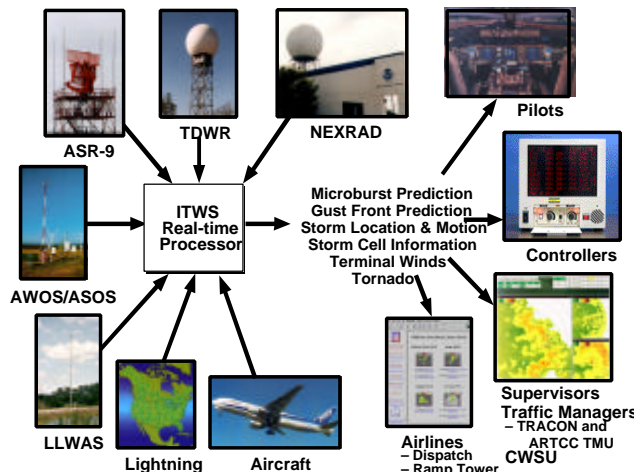 ASR-9
TDWR
NEXRAD
Pilots
ITWS
Real-time
Processor
Microburst Prediction
Gust Front Prediction
Storm Location & Motion
Storm Cell Information
Terminal Winds
Tornado
Controllers
AWOS/ASOS
LLWAS
Lightning
Aircraft
Airlines
– Dispatch
– Ramp Tower
Supervisors
Traffic Managers
– TRACON and
ARTCC TMU
CWSU